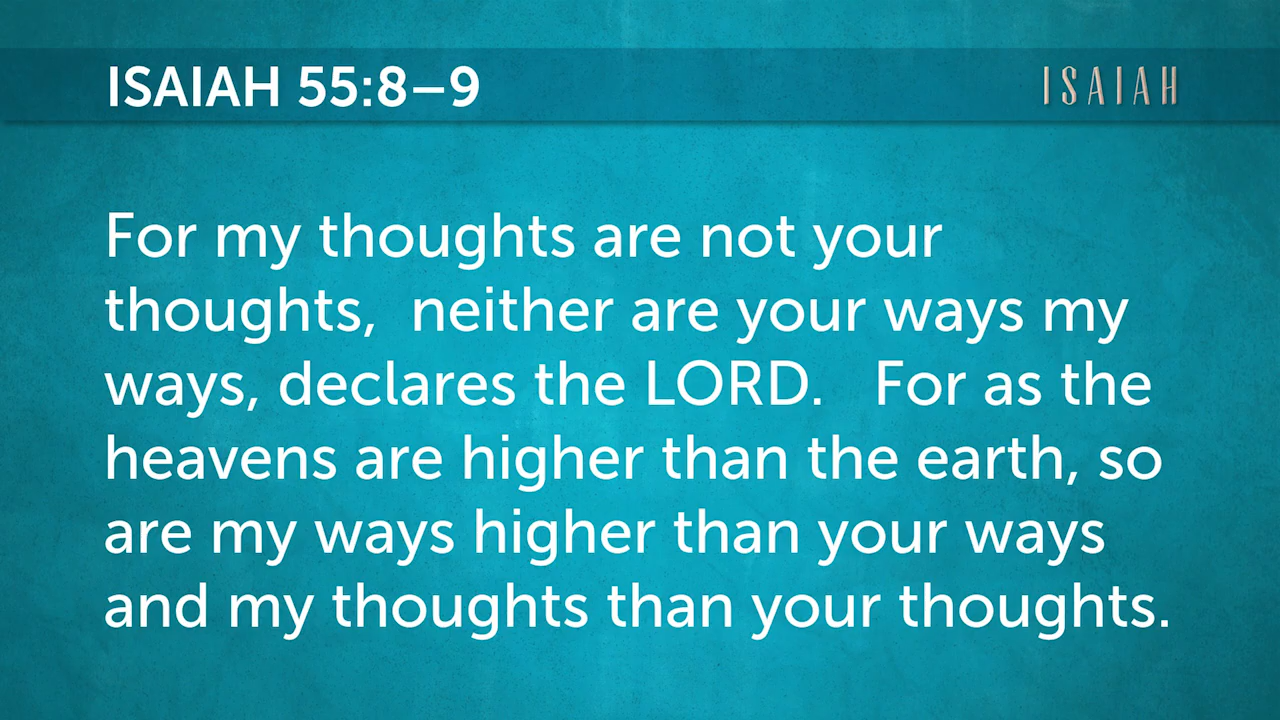 ISAIAH 55:8–9
ISAIAH
For my thoughts are not your
thoughts,  neither are your ways my
ways, declares the LORD.   For as the
heavens are higher than the earth, so
are my ways higher than your ways
and my thoughts than your thoughts.